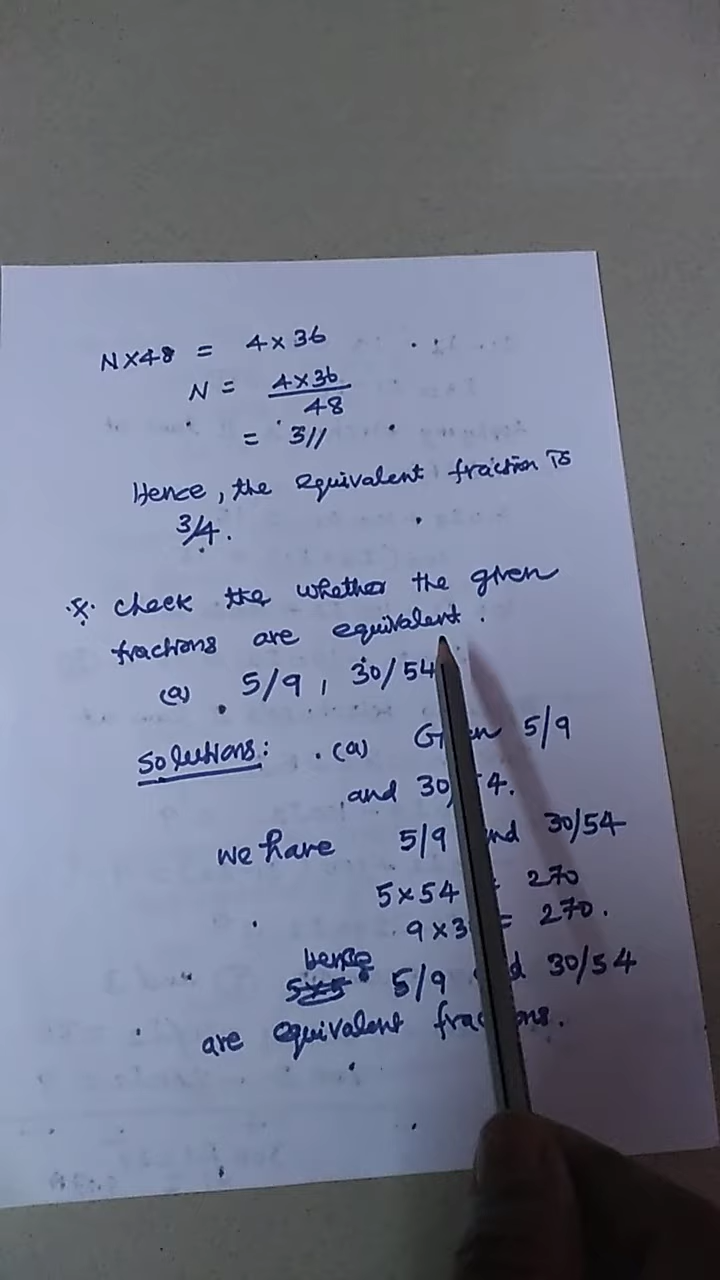 N×48 = 4×36
N = 4×36
48
= 3//
Hence, the equivalent fraction is
3/4.
check the whether the given
fractions are equivalent.
(a) 5/9, 30/54
Solutions: (a) 5/9
and
we have 5/9 30/54
5×54 270
9×3 = 270.
hence
5/9 30/54
are equivalent